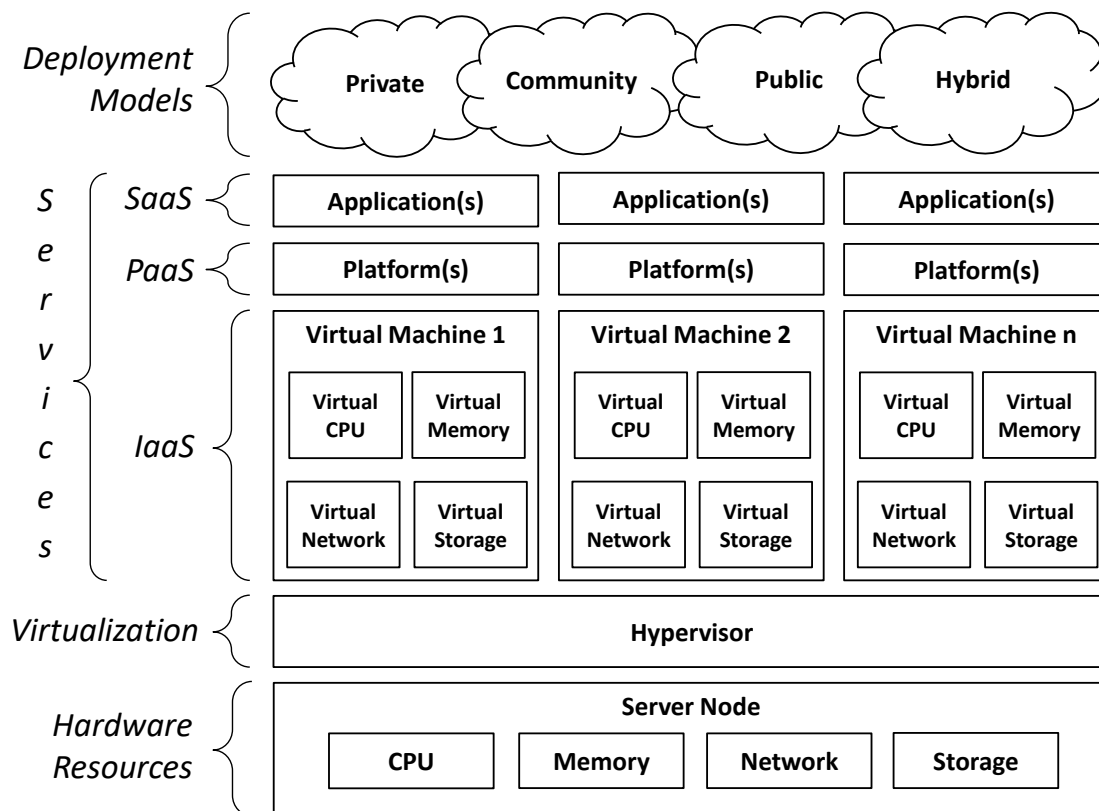 Deployment
Models
Private
Community
Public
Hybrid
Services
SaaS
Application(s)
Application(s)
Application(s)
PaaS
Platform(s)
Platform(s)
Platform(s)
IaaS
Virtual Machine 1
Virtual
CPU
Virtual
Memory
Virtual
Network
Virtual
Storage
Virtual Machine 2
Virtual
CPU
Virtual
Memory
Virtual
Network
Virtual
Storage
Virtual Machine n
Virtual
CPU
Virtual
Memory
Virtual
Network
Virtual
Storage
Virtualization
Hypervisor
Hardware
Resources
Server Node
CPU
Memory
Network
Storage